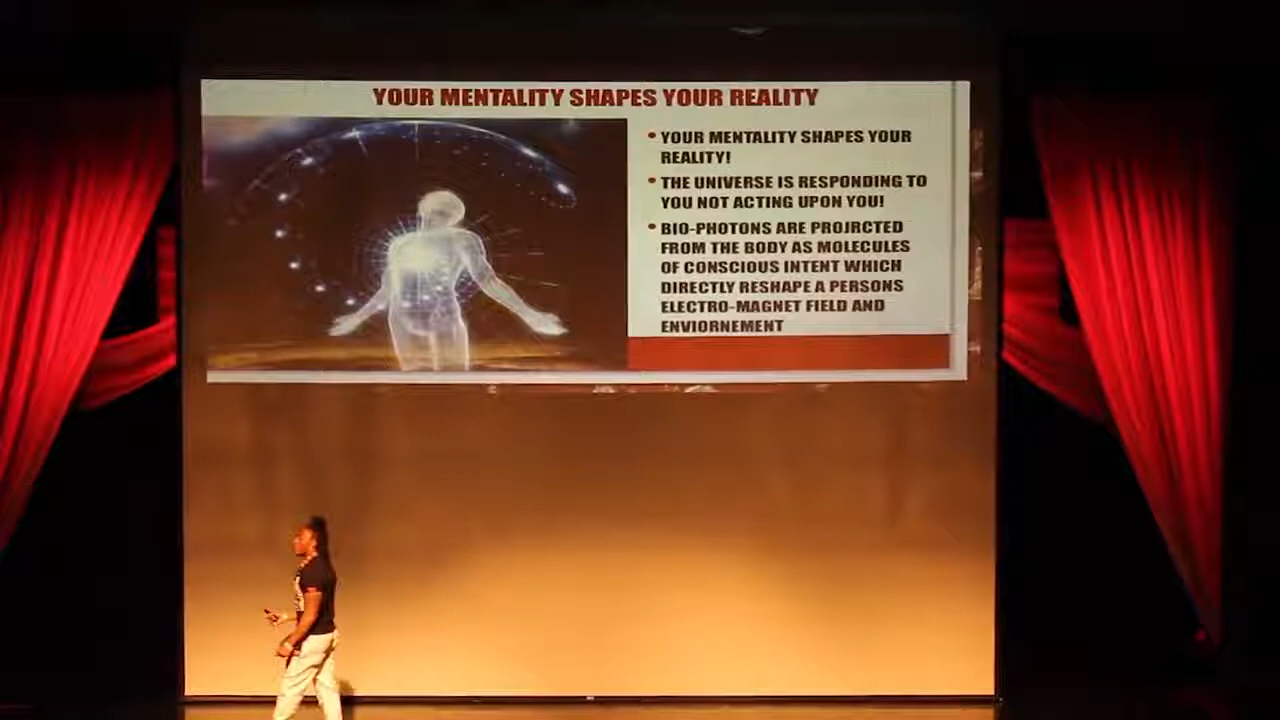 YOUR MENTALITY SHAPES YOUR REALITY
• YOUR MENTALITY SHAPES YOUR
REALITY!
• THE UNIVERSE IS RESPONDING TO
YOU NOT ACTING UPON YOU!
• BIO-PHOTONS ARE PROJRCTED
FROM THE BODY AS MOLECULES
OF CONSCIOUS INTENT WHICH
DIRECTLY RESHAPE A PERSONS
ELECTRO-MAGNET FIELD AND
ENVIORNEMENT